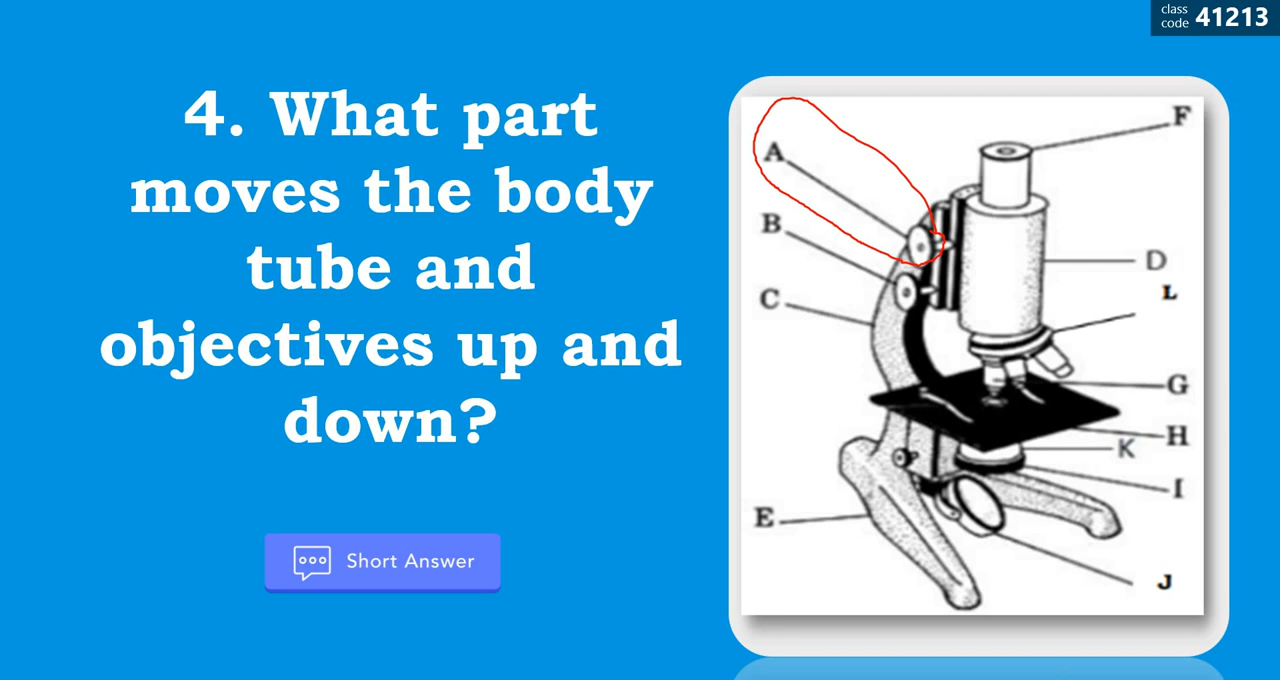 class
code 41213
4. What part
moves the body
tube and
objectives up and
down?
Short Answer
A
B
C
E
F
D
L
G
H
K
I
J